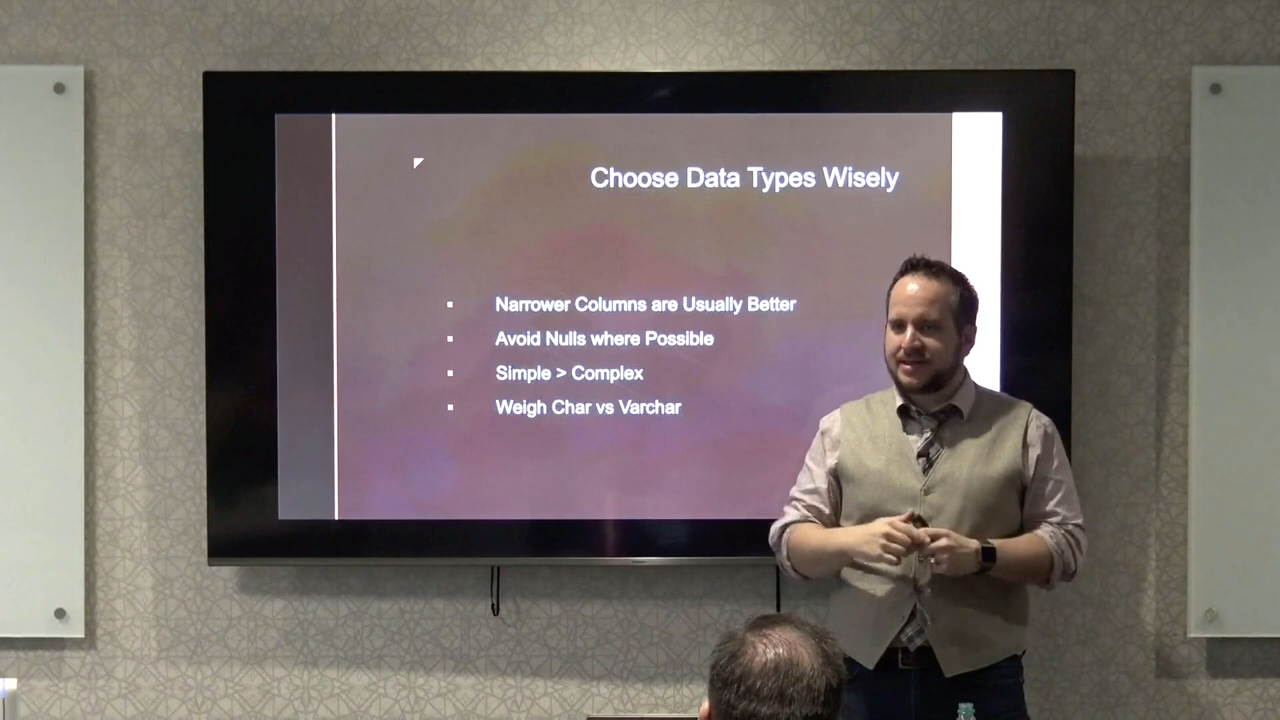 Choose Data Types Wisely
Narrower Columns are Usually Better
Avoid Nulls where Possible
Simple > Complex
Weigh Char vs Varchar